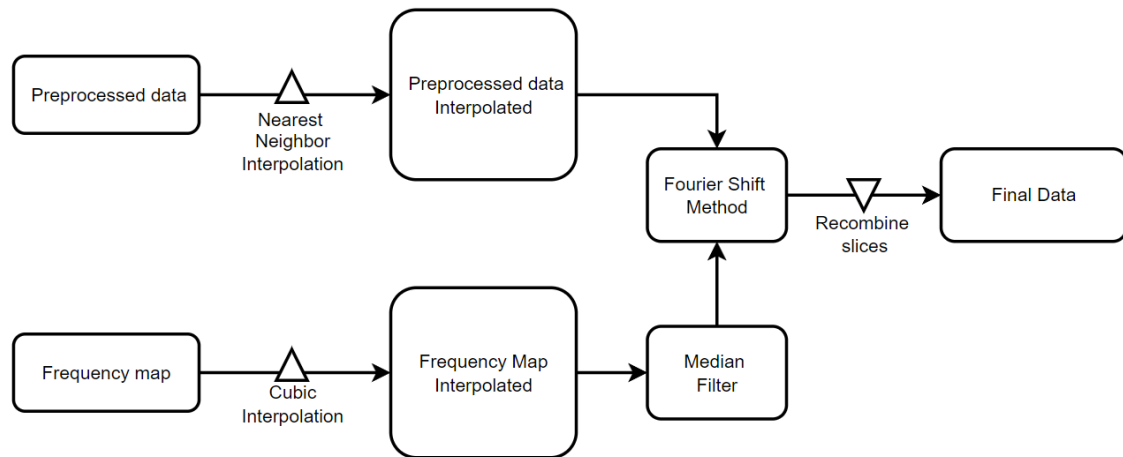 Preprocessed data
Nearest
Neighbor
Interpolation
Preprocessed data
Interpolated
Fourier Shift
Method
Recombine
slices
Final Data
Frequency map
Cubic
Interpolation
Frequency Map
Interpolated
Median
Filter